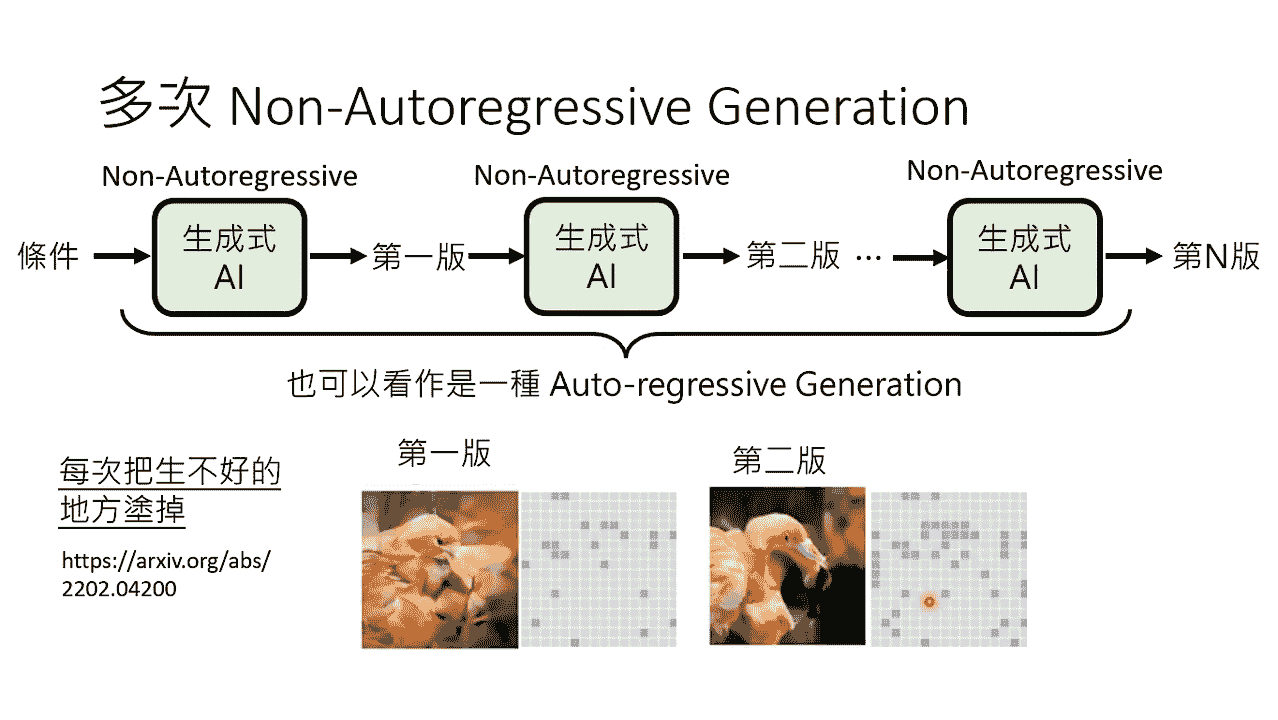 多次 Non-Autoregressive Generation
Non-Autoregressive
Non-Autoregressive
Non-Autoregressive
條件
生成式
AI
第一版
生成式
AI
第二版
...
生成式
AI
第N版
也可以看作是一種 Auto-regressive Generation
每次把生不好的
地方塗掉
https://arxiv.org/abs/
2202.04200
第一版
第二版